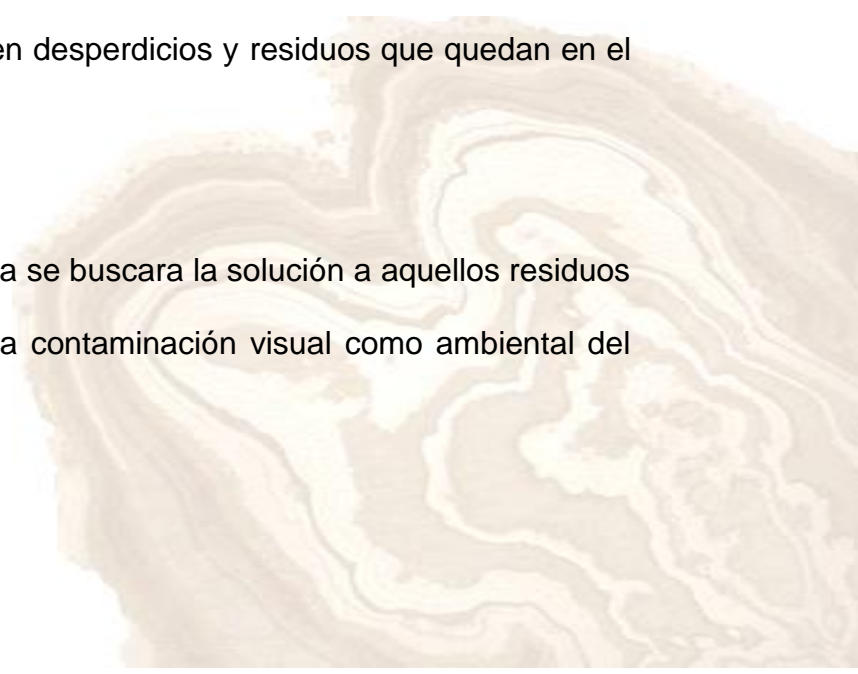 en desperdicios y residuos que quedan en el
a se buscara la solución a aquellos residuos
a contaminación visual como ambiental del